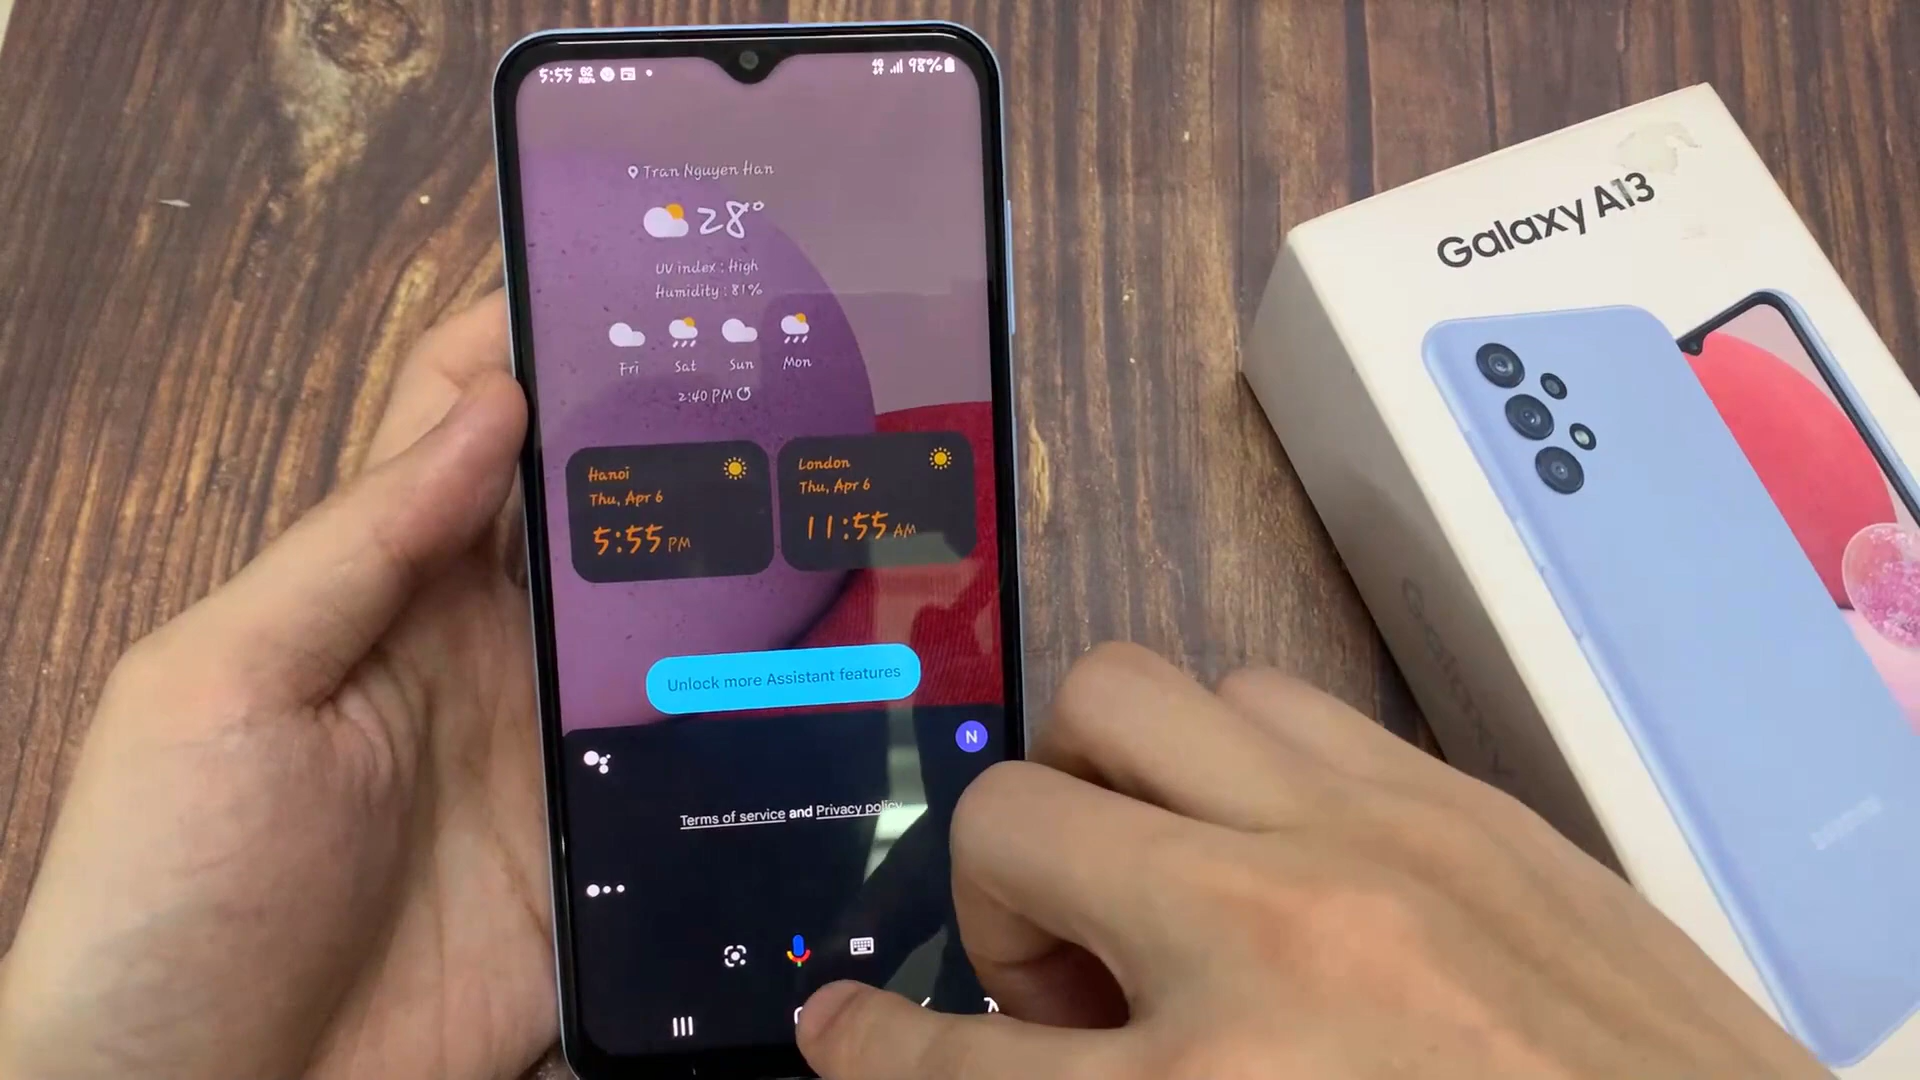 5:55
98%
Tran Nguyen Han
28°
UV index : High
Humidity : 81%
Fri
Sat
Sun
Mon
2:40 PM
Hanoi
Thu, Apr 6
5:55 PM
London
Thu, Apr 6
11:55 AM
Unlock more Assistant features
N
Terms of service and Privacy policy
Galaxy A13
Galaxy
SAMSUNG